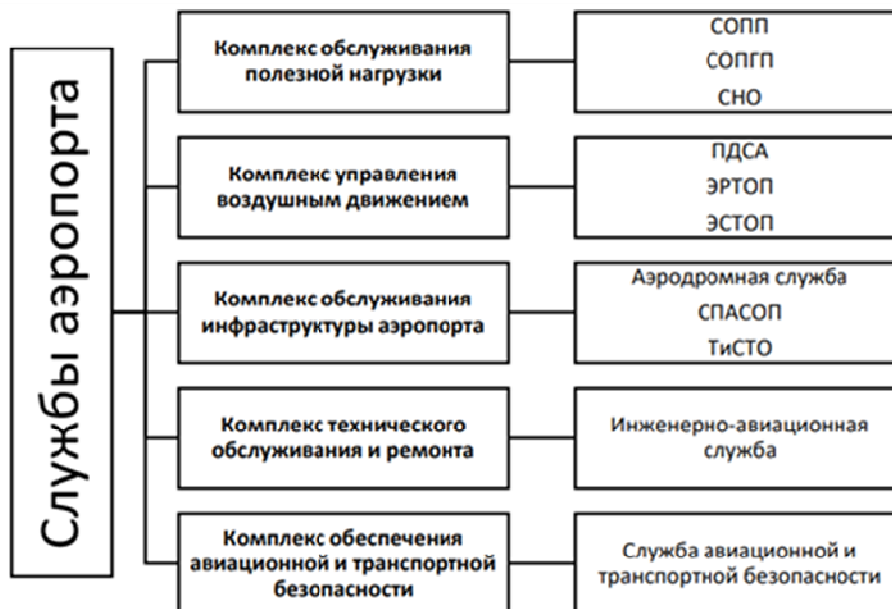 Службы аэропорта
Комплекс обслуживания
полезной нагрузки
СОПП
СОПГП
СНО
Комплекс управления
воздушным движением
ПДСА
ЭРТОП
ЭСТОП
Комплекс обслуживания
инфраструктуры аэропорта
Аэродромная служба
СПАСОП
ТиСТО
Комплекс технического
обслуживания и ремонта
Инженерно-авиационная
служба
Комплекс обеспечения
авиационной и транспортной
безопасности
Служба авиационной и
транспортной безопасности